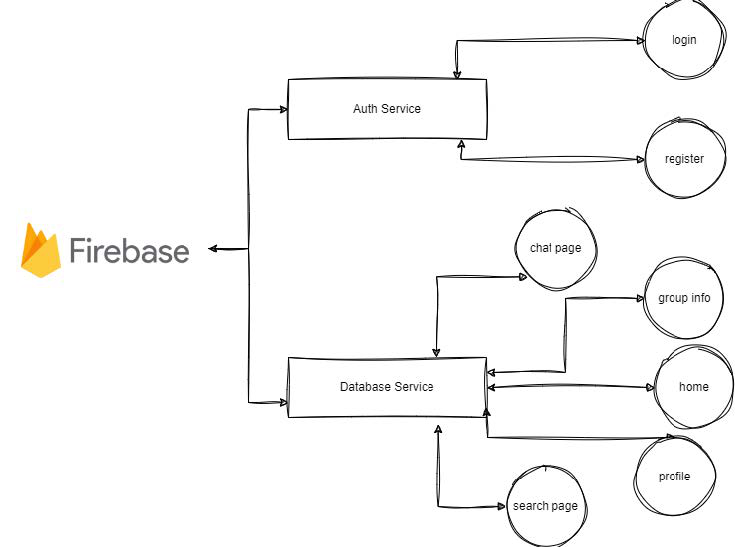 login
Auth Service
register
Firebase
chat page
group info
Database Service
home
profile
search page